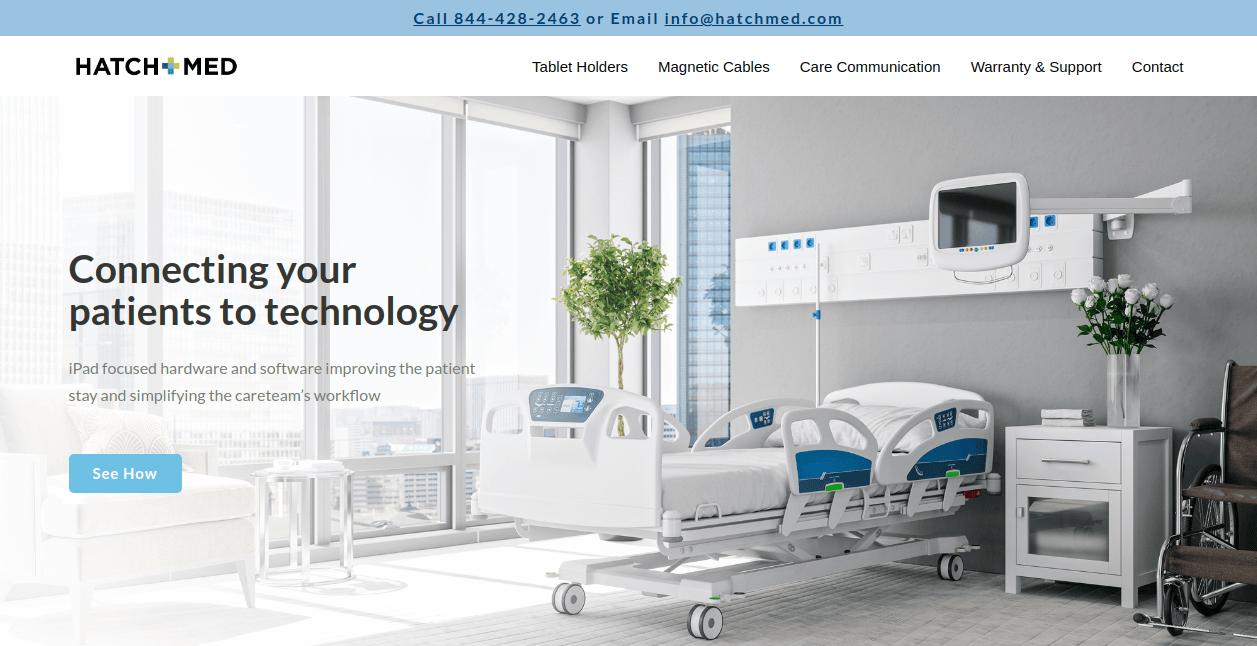 Call 844-428-2463 or Email info@hatchmed.com
HATCH MED
Tablet Holders
Magnetic Cables
Care Communication
Warranty & Support
Contact
Connecting your
patients to technology
iPad focused hardware and software improving the patient
stay and simplifying the careteam’s workflow
See How